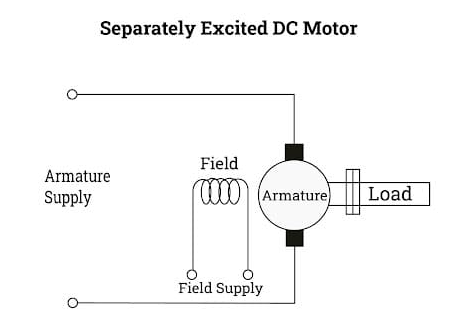 Separately Excited DC Motor
Field
Armature
Supply
Armature
Load
Field Supply